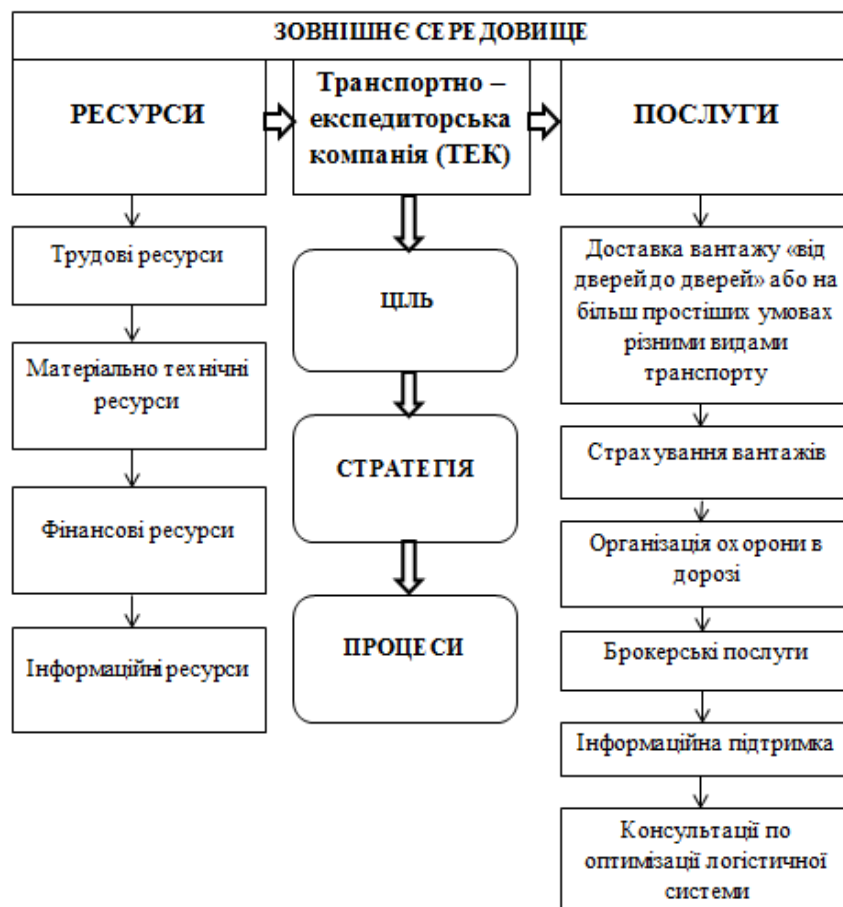 ЗОВНІШНЄ СЕРЕДОВИЩЕ
РЕСУРСИ
Транспортно –
експедиторська
компанія (ТЕК)
ПОСЛУГИ
Трудові ресурси
Матеріально технічні
ресурси
Фінансові ресурси
Інформаційні ресурси
ЦІЛЬ
СТРАТЕГІЯ
ПРОЦЕСИ
Доставка вантажу «від
дверей до дверей» або на
більш простіших умовах
різними видами
транспорту
Страхування вантажів
Організація охорони в
дорозі
Брокерські послуги
Інформаційна підтримка
Консультації по
оптимізації логістичної
системи